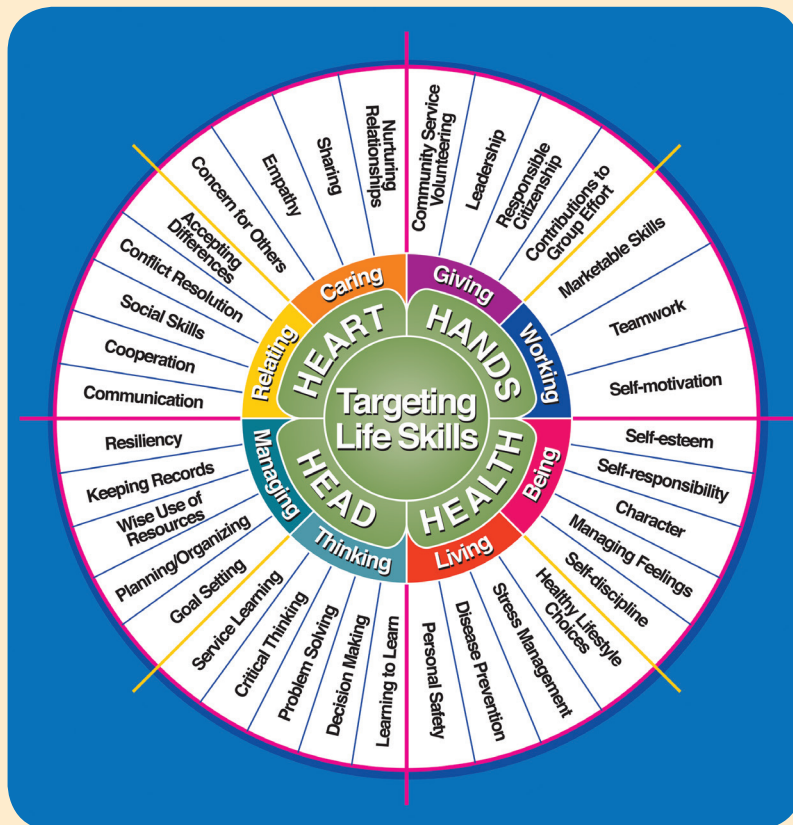 Targeting
Life Skills
HEART
HANDS
HEALTH
HEAD
Caring
Giving
Working
Being
Living
Thinking
Managing
Relating
Nurturing
Relationships
Sharing
Empathy
Concern for Others
Community Service
Volunteering
Leadership
Responsible
Citizenship
Contributions to
Group Effort
Marketable Skills
Teamwork
Self-motivation
Self-esteem
Self-responsibility
Character
Managing Feelings
Self-discipline
Healthy Lifestyle
Choices
Stress Management
Disease Prevention
Personal Safety
Learning to Learn
Decision Making
Problem Solving
Critical Thinking
Service Learning
Goal Setting
Planning/Organizing
Wise Use of
Resources
Keeping Records
Resiliency
Communication
Cooperation
Social Skills
Conflict Resolution
Accepting
Differences